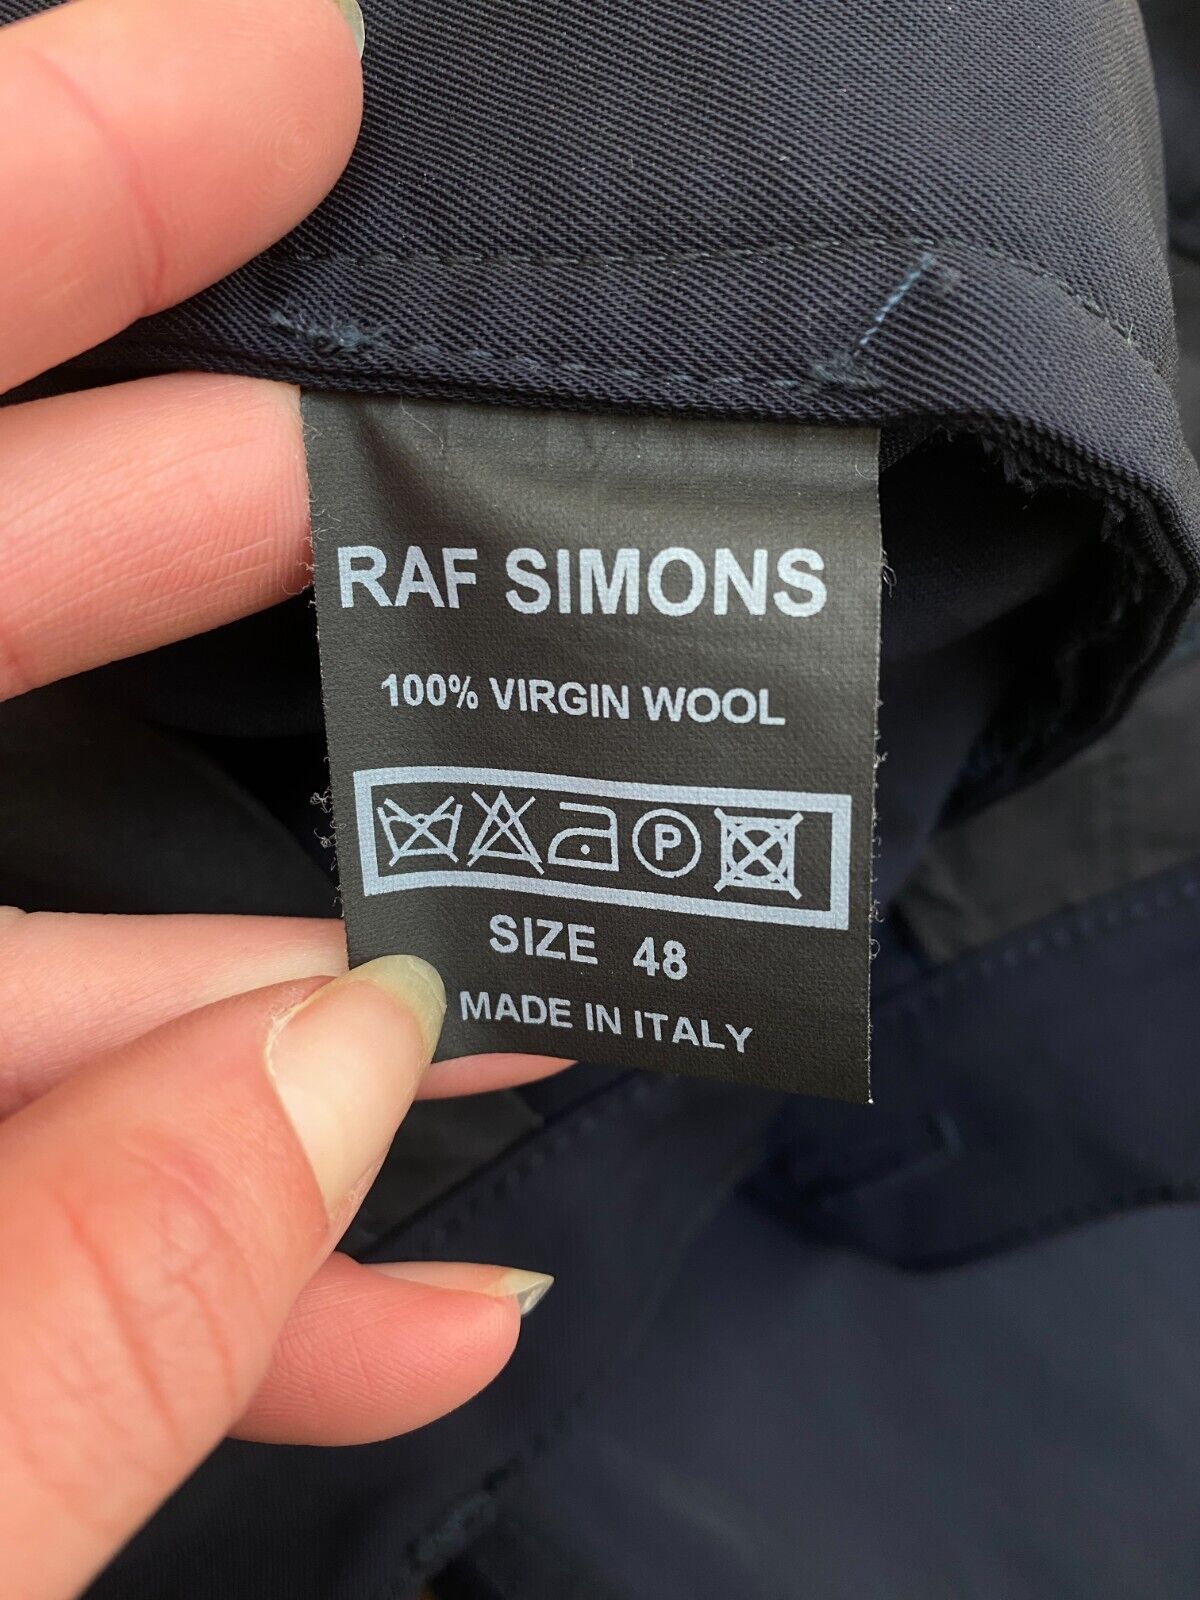 RAF SIMONS
100% VIRGIN WOOL
P
SIZE 48
MADE IN ITALY